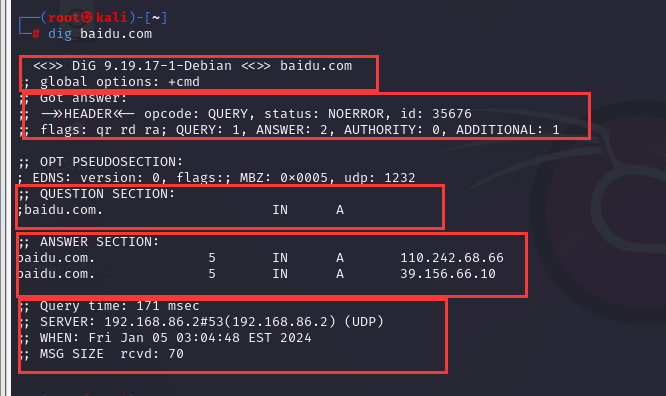 ┌──(root㉿kali)-[~]
└─# dig baidu.com
<<>> DiG 9.19.17-1-Debian <<>> baidu.com
;; global options: +cmd
;; Got answer:
;; ->>HEADER<<- opcode: QUERY, status: NOERROR, id: 35676
;; flags: qr rd ra; QUERY: 1, ANSWER: 2, AUTHORITY: 0, ADDITIONAL: 1
;; OPT PSEUDOSECTION:
; EDNS: version: 0, flags:; MBZ: 0×0005, udp: 1232
;; QUESTION SECTION:
;baidu.com. IN A
;; ANSWER SECTION:
baidu.com. 5 IN A 110.242.68.66
baidu.com. 5 IN A 39.156.66.10
;; Query time: 171 msec
;; SERVER: 192.168.86.2#53(192.168.86.2) (UDP)
;; WHEN: Fri Jan 05 03:04:48 EST 2024
;; MSG SIZE rcvd: 70